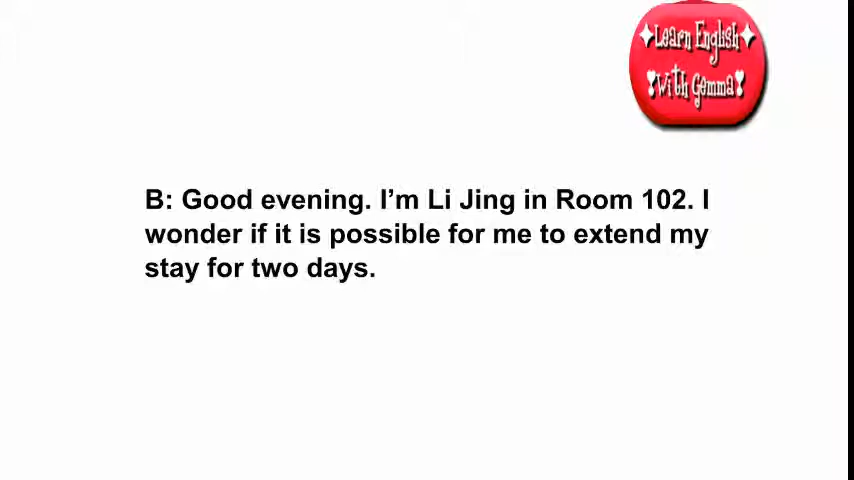 ✦Learn English✦
❣With Gemma❣
B: Good evening. I’m Li Jing in Room 102. I
wonder if it is possible for me to extend my
stay for two days.